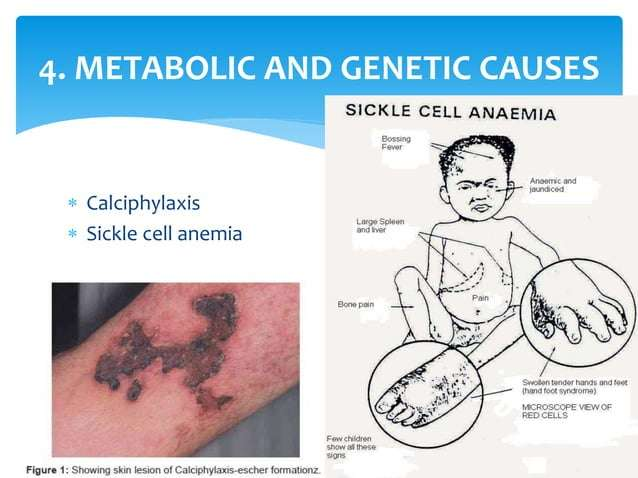 4. METABOLIC AND GENETIC CAUSES
Calciphylaxis
Sickle cell anemia
SICKLE CELL ANAEMIA
Bossing
Fever
Anaemic and
jaundiced
Large Spleen
and liver
Bone pain
Pain
Swollen tender hands and feet
(hand foot syndrome)
MICROSCOPE VIEW OF
RED CELLS
Few children
show all these
signs
Figure 1: Showing skin lesion of Calciphylaxis-escher formationz.